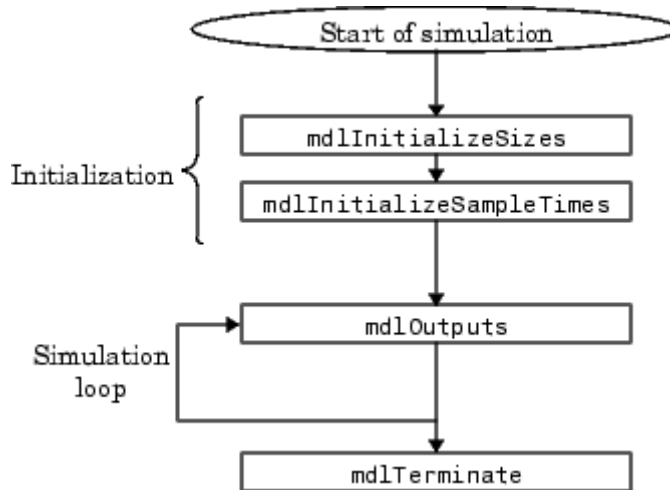 Start of simulation
mdlInitializeSizes
Initialization
mdlInitializeSampleTimes
mdlOutputs
Simulation
loop
mdlTerminate